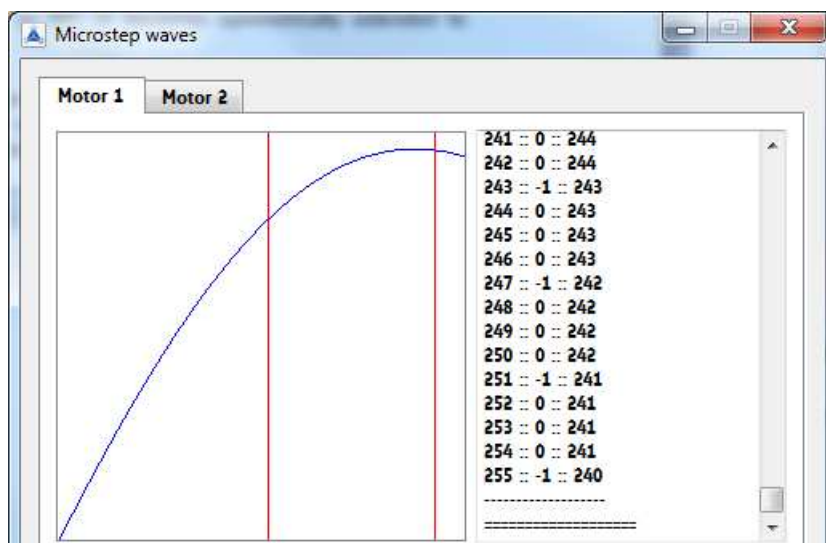 Microstep waves
Motor 1 Motor 2
241 :: 0 :: 244
242 :: 0 :: 244
243 :: -1 :: 243
244 :: 0 :: 243
245 :: 0 :: 243
246 :: 0 :: 243
247 :: -1 :: 242
248 :: 0 :: 242
249 :: 0 :: 242
250 :: 0 :: 242
251 :: -1 :: 241
252 :: 0 :: 241
253 :: 0 :: 241
254 :: 0 :: 241
255 :: -1 :: 240
--------------------
===================